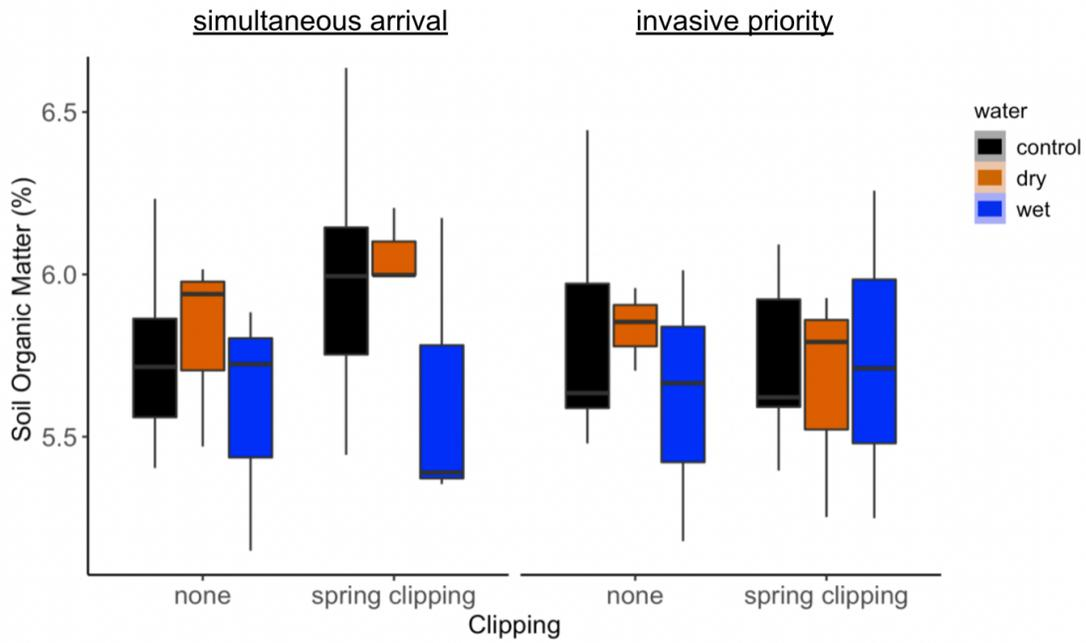 simultaneous arrival
invasive priority
Soil Organic Matter (%)
6.5
6.0
5.5
none
spring clipping
none
spring clipping
Clipping
water
control
dry
wet